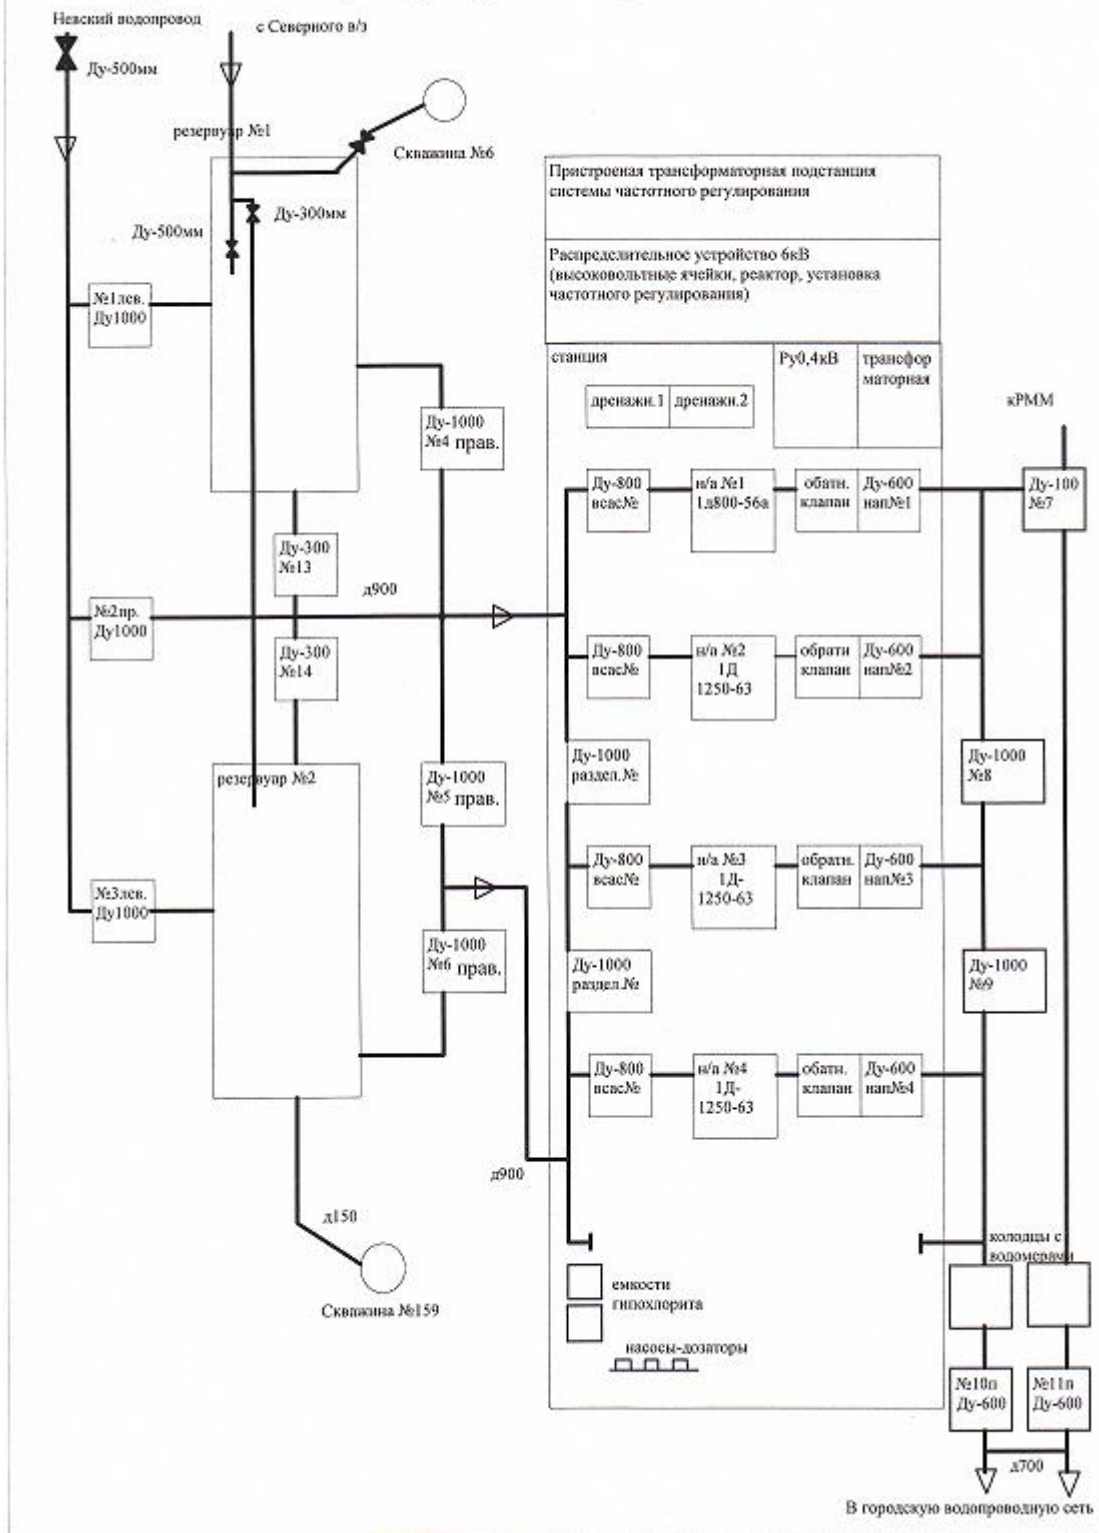 Невский водопровод
с Северного в/з
Ду-500мм
резервуар №1
Скважина №6
Ду-300мм
Ду-500мм
Пристроеная трансформаторная подстанция
системы частотного регулирования
Распределительное устройство 6кВ
(высоковольтные ячейки, реактор, установка
частотного регулирования)
№1лев.
Ду1000
станция
Ру0,4кВ
трансфор
маторная
дренажн.1
дренажн.2
кРММ
Ду-1000
№4 прав.
Ду-800
всас№
н/а №1
1д800-56а
обатн.
клапан
Ду-600
нап№1
Ду-100
№7
Ду-300
№13
д900
№2пр.
Ду1000
Ду-300
№14
Ду-800
всас№
н/а №2
1Д
1250-63
обрати
клапан
Ду-600
нап№2
Ду-1000
раздел.№
Ду-1000
№8
резервуар №2
Ду-1000
№5 прав.
Ду-800
всас№
н/а №3
1Д-
1250-63
обратн.
клапан
Ду-600
нап№3
№3лев.
Ду1000
Ду-1000
№6 прав.
Ду-1000
раздел.№
Ду-1000
№9
Ду-800
всас№
н/а №4
1Д-
1250-63
обатн.
клапан
Ду-600
нап№4
д900
д150
Скважина №159
колодцы с
водомерами
емкости
гипохлорита
насосы-дозаторы
№10п
Ду-600
№11п
Ду-600
д700
В городскую водопроводную сеть